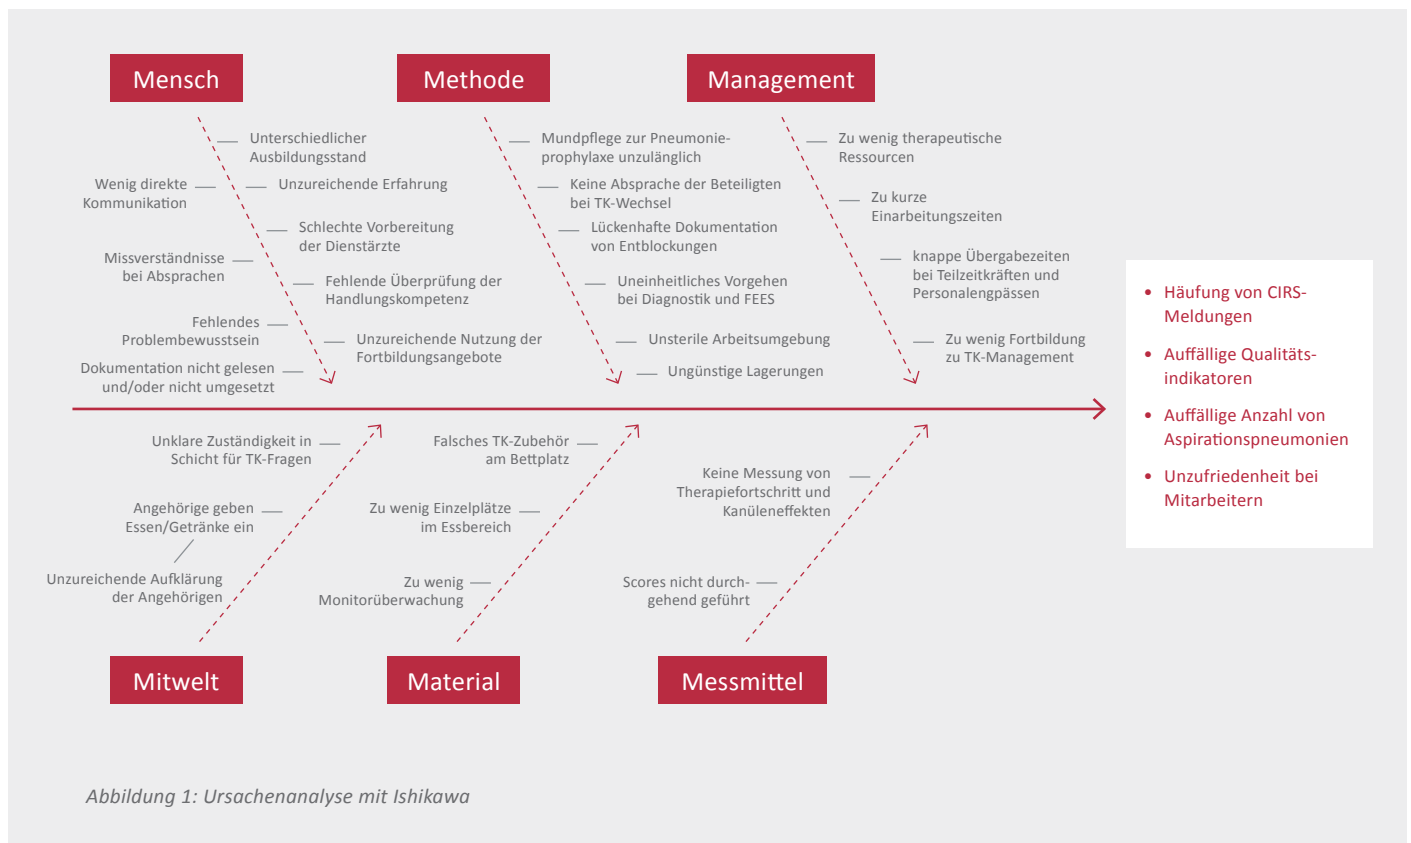 Mensch
Methode
Management
Unterschiedlicher
Ausbildungsstand
Wenig direkte
Kommunikation
Unzureichende Erfahrung
Schlechte Vorbereitung
der Dienstärzte
Missverständnisse
bei Absprachen
Fehlende Überprüfung der
Handlungskompetenz
Fehlendes
Problembewusstsein
Unzureichende Nutzung der
Fortbildungsangebote
Dokumentation nicht gelesen
und/oder nicht umgesetzt
Mundpflege zur Pneumonie-
prophylaxe unzulänglich
Keine Absprache der Beteiligten
bei TK-Wechsel
Lückenhafte Dokumentation
von Entblockungen
Uneinheitliches Vorgehen
bei Diagnostik und FEES
Unsterile Arbeitsumgebung
Ungünstige Lagerungen
Zu wenig therapeutische
Ressourcen
Zu kurze
Einarbeitungszeiten
knappe Übergabezeiten
bei Teilzeitkräften und
Personalengpässen
Zu wenig Fortbildung
zu TK-Management
• Häufung von CIRS-
Meldungen
• Auffällige Qualitäts-
indikatoren
• Auffällige Anzahl von
Aspirationspneumonien
• Unzufriedenheit bei
Mitarbeitern
Unklare Zuständigkeit in
Schicht für TK-Fragen
Angehörige geben
Essen/Getränke ein
Unzureichende Aufklärung
der Angehörigen
Falsches TK-Zubehör
am Bettplatz
Zu wenig Einzelplätze
im Essbereich
Zu wenig
Monitorüberwachung
Keine Messung von
Therapiefortschritt und
Kanüleneffekten
Scores nicht durch-
gehend geführt
Mitwelt
Material
Messmittel
Abbildung 1: Ursachenanalyse mit Ishikawa